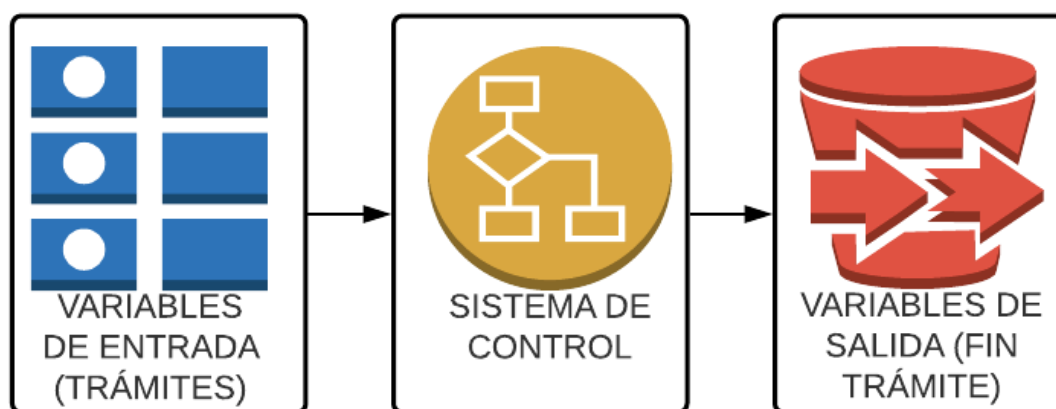 VARIABLES
DE ENTRADA
(TRÁMITES)
SISTEMA DE
CONTROL
VARIABLES DE
SALIDA (FIN
TRÁMITE)